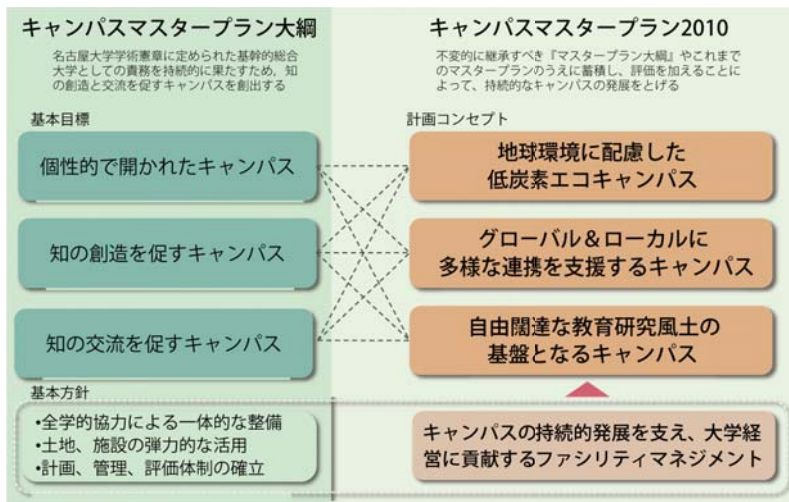 キャンパスマスタープラン大綱
名古屋大学学術憲章に定められた基幹的総合
大学としての責務を持続的に果たすため、知
の創造と交流を促すキャンパスを創出する
基本目標
個性的で開かれたキャンパス
知の創造を促すキャンパス
知の交流を促すキャンパス
基本方針
•全学的協力による一体的な整備
•土地、施設の弾力的な活用
•計画、管理、評価体制の確立
キャンパスマスタープラン2010
不変的に継承すべき『マスタープラン大綱』やこれまで
のマスタープランのうえに蓄積し、評価を加えることに
よって、持続的なキャンパスの発展をとげる
計画コンセプト
地球環境に配慮した
低炭素エコキャンパス
グローバル＆ローカルに
多様な連携を支援するキャンパス
自由闊達な教育研究風土の
基盤となるキャンパス
キャンパスの持続的発展を支え、大学経
営に貢献するファシリティマネジメント